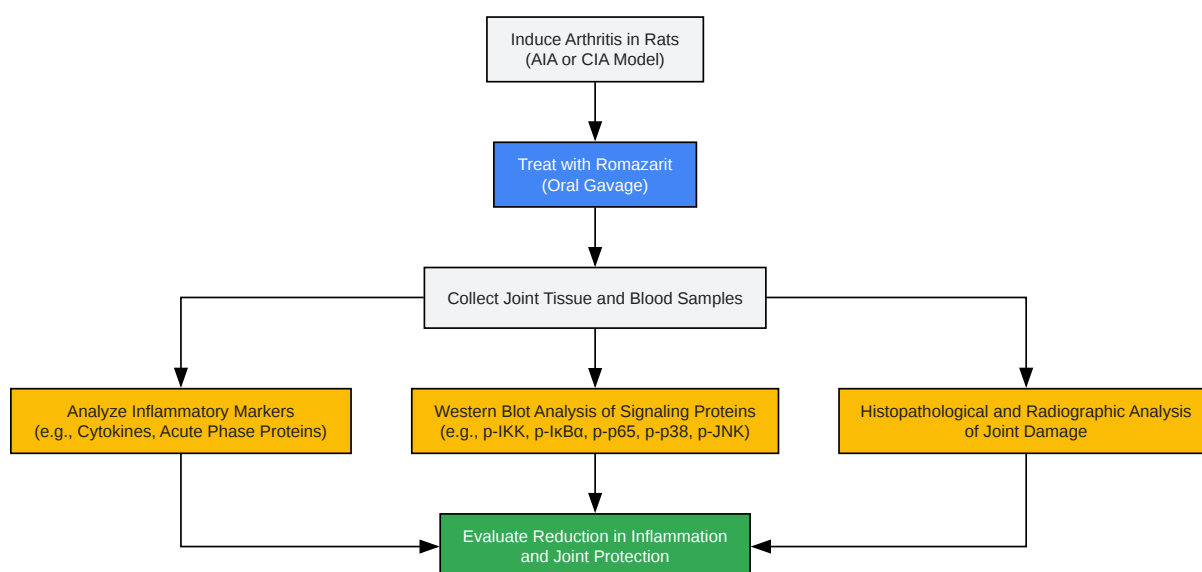 Induce Arthritis in Rats
(AIA or CIA Model)
Treat with Romazarit
(Oral Gavage)
Collect Joint Tissue and Blood Samples
Analyze Inflammatory Markers
(e.g., Cytokines, Acute Phase Proteins)
Western Blot Analysis of Signaling Proteins
(e.g., p-IKK, p-IκBα, p-p65, p-p38, p-JNK)
Histopathological and Radiographic Analysis
of Joint Damage
Evaluate Reduction in Inflammation
and Joint Protection